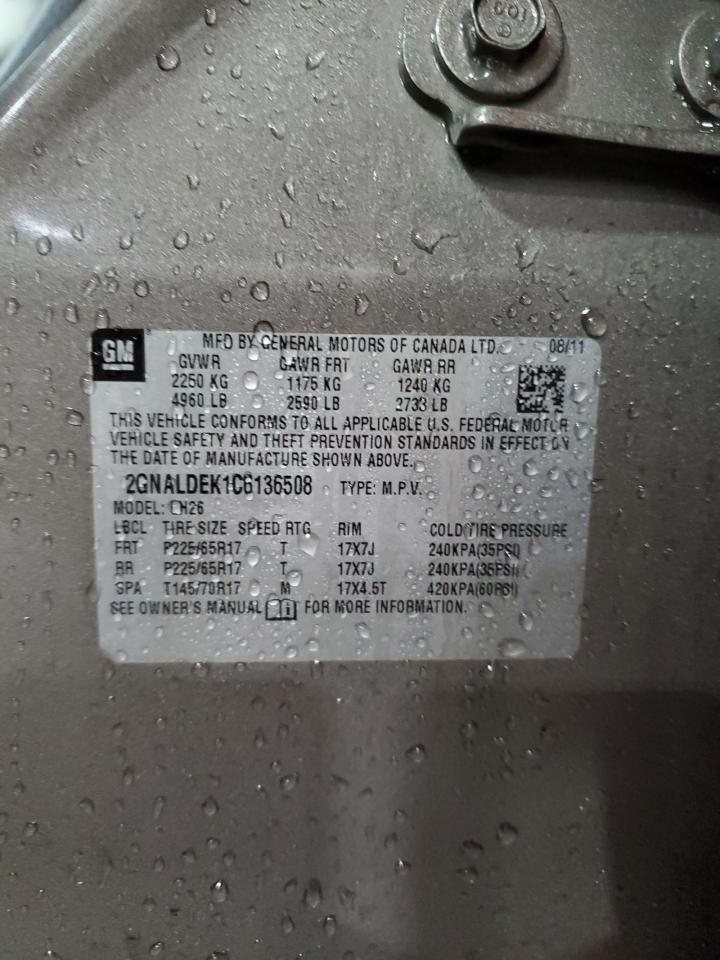 GM
MFD BY GENERAL MOTORS OF CANADA LTD. 08/11
GVWR GAWR FRT GAWR RR
2250 KG 1175 KG 1240 KG
4960 LB 2590 LB 2733 LB
THIS VEHICLE CONFORMS TO ALL APPLICABLE U.S. FEDERAL MOTOR
VEHICLE SAFETY AND THEFT PREVENTION STANDARDS IN EFFECT ON
THE DATE OF MANUFACTURE SHOWN ABOVE.
2GNALDEK1C6136508 TYPE: M.P.V.
MODEL: LH26
LBCL TIRE SIZE SPEED RTG RIM COLD TIRE PRESSURE
FRT P225/65R17 T 17X7J 240KPA(35PSI)
RR P225/65R17 T 17X7J 240KPA(35PSI)
SPA T145/70R17 M 17X4.5T 420KPA(60PSI)
SEE OWNER'S MANUAL FOR MORE INFORMATION.